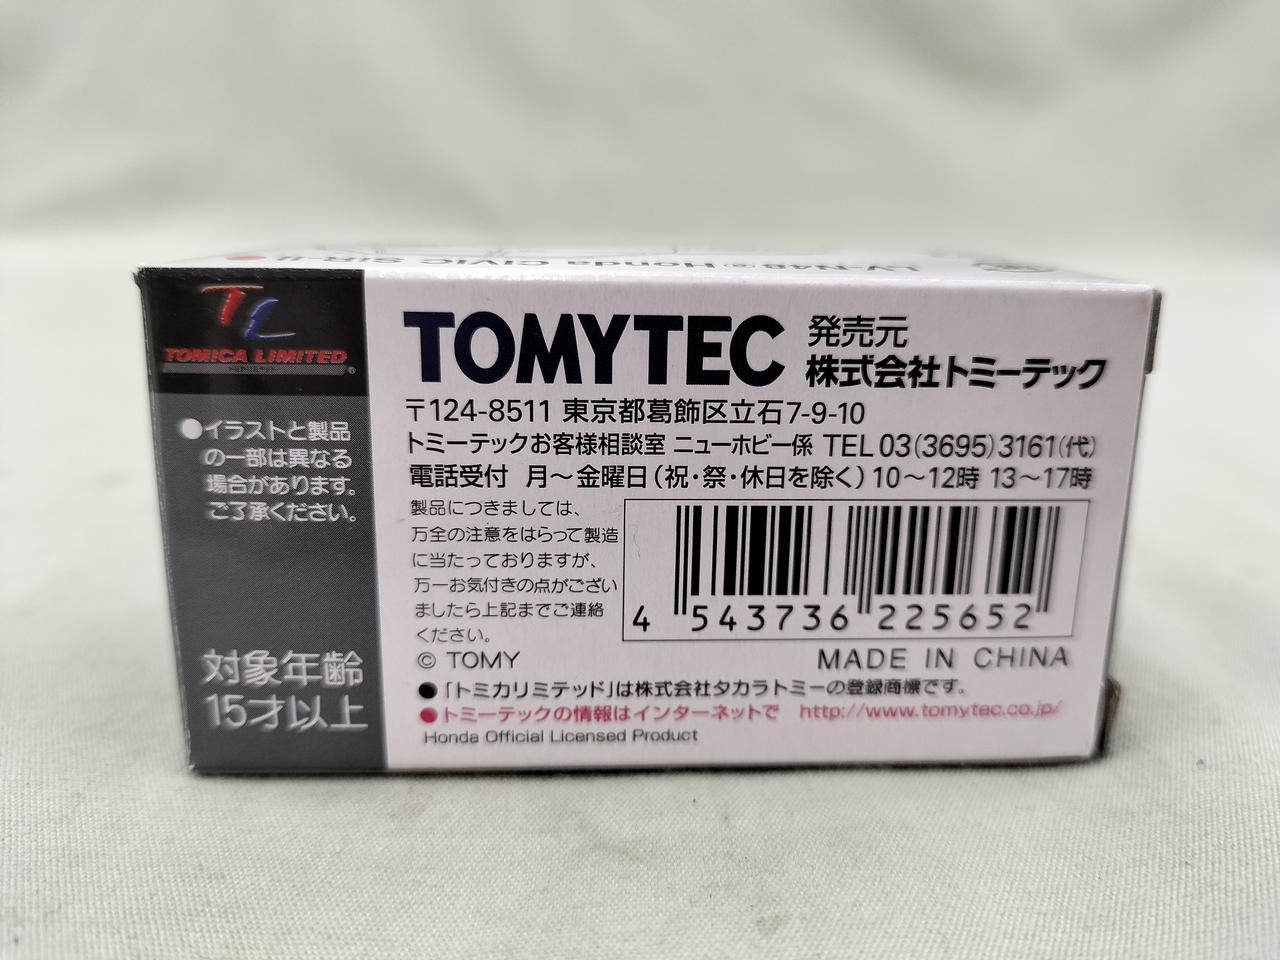 LV-N48ⓐ Honda CIVIC SiR-II
TL
TOMICA LIMITED
®
●イラストと製品
の一部は異なる
場合があります。
ご了承ください。
対象年齢
15才以上
TOMYTEC
発売元
株式会社トミーテック
〒124-8511 東京都葛飾区立石7-9-10
トミーテックお客様相談室 ニューホビー係 TEL 03(3695)3161(代)
電話受付 月〜金曜日(祝・祭・休日を除く) 10〜12時 13〜17時
製品につきましては、
万全の注意をはらって製造
に当たっておりますが、
万一お気付きの点がござい
ましたら上記までご連絡
ください。
4 543736 225652
© TOMY
MADE IN CHINA
●「トミカリミテッド」は株式会社タカラトミーの登録商標です。
●トミーテックの情報はインターネットで http://www.tomytec.co.jp/
Honda Official Licensed Product